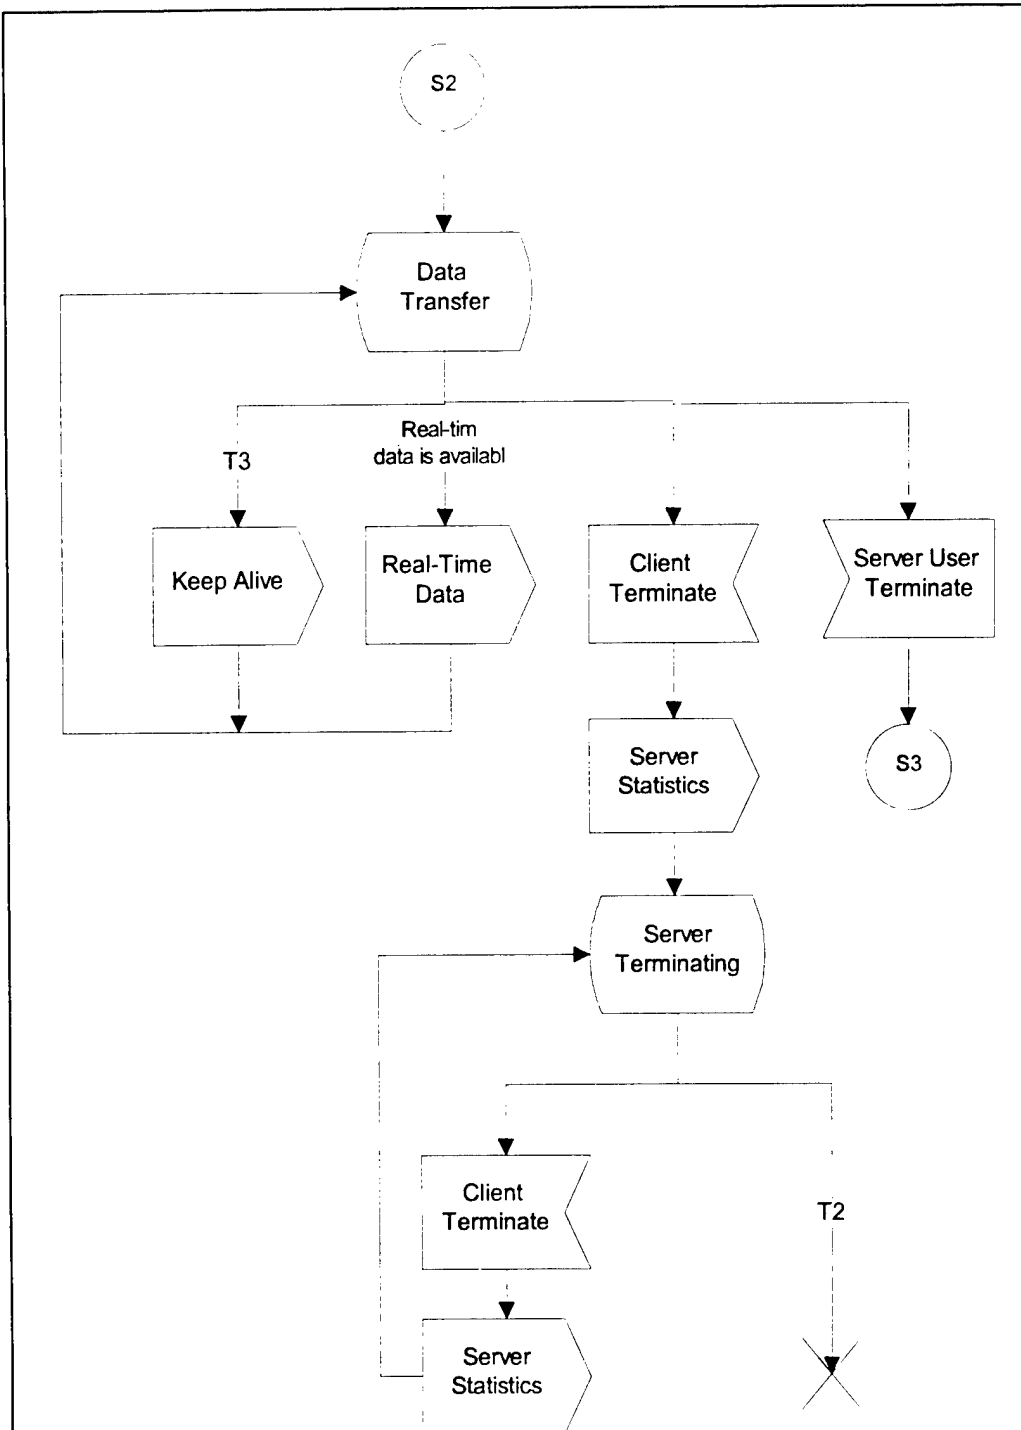 S2
Data
Transfer
Real-tim
data is availabl
T3
Keep Alive
Real-Time
Data
Client
Terminate
Server User
Terminate
Server
Statistics
S3
Server
Terminating
Client
Terminate
T2
Server
Statistics